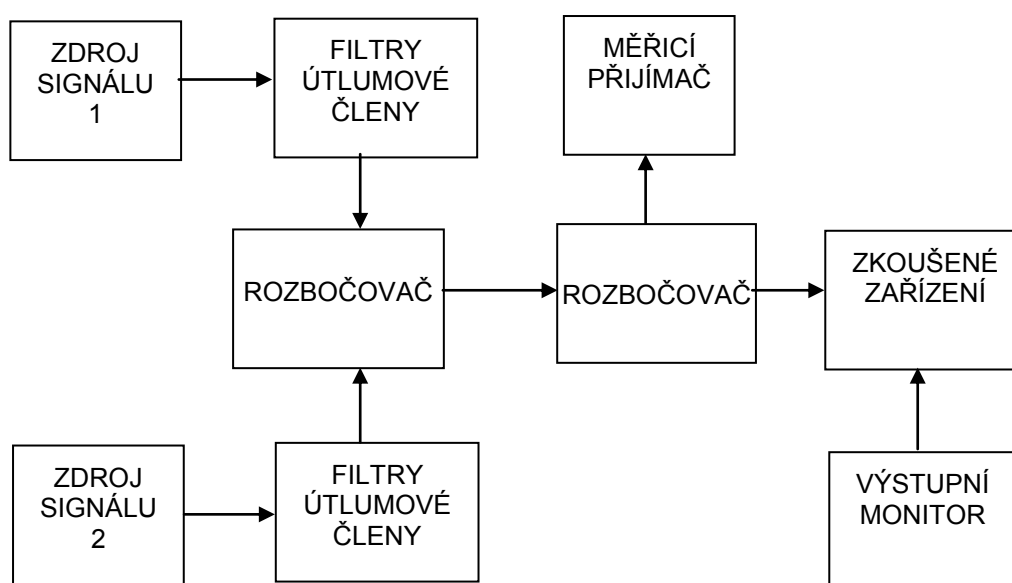 ZDROJ
SIGNÁLU
1
FILTRY
ÚTLUMOVÉ
ČLENY
MĚŘICÍ
PŘIJÍMAČ
ROZBOČOVAČ
ROZBOČOVAČ
ZKOUŠENÉ
ZAŘÍZENÍ
ZDROJ
SIGNÁLU
2
FILTRY
ÚTLUMOVÉ
ČLENY
VÝSTUPNÍ
MONITOR